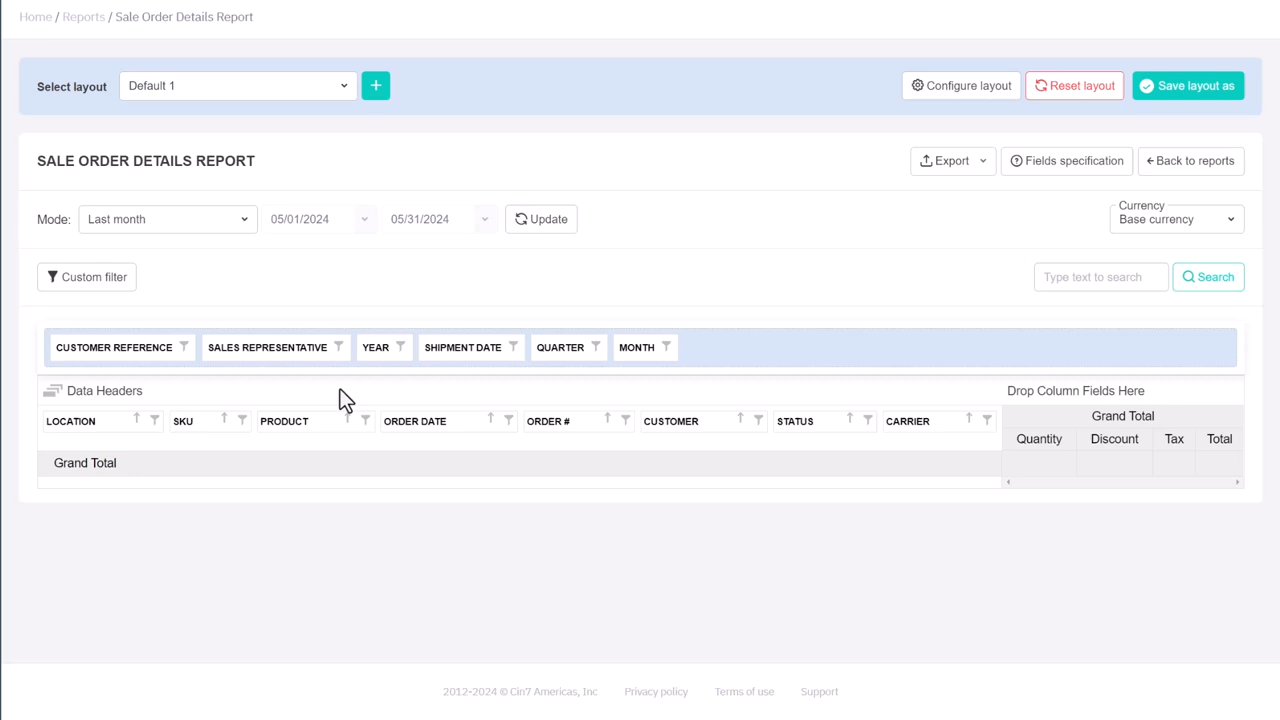 Home / Reports / Sale Order Details Report
Select layout Default 1 + Configure layout Reset layout Save layout as
SALE ORDER DETAILS REPORT Export Fields specification Back to reports
Mode: Last month 05/01/2024 05/31/2024 Update Currency Base currency
Custom filter Type text to search Search
CUSTOMER REFERENCE SALES REPRESENTATIVE YEAR SHIPMENT DATE QUARTER MONTH
Data Headers Drop Column Fields Here
LOCATION SKU PRODUCT ORDER DATE ORDER # CUSTOMER STATUS CARRIER Grand Total
Quantity Discount Tax Total
Grand Total
2012-2024 © Cin7 Americas, Inc Privacy policy Terms of use Support